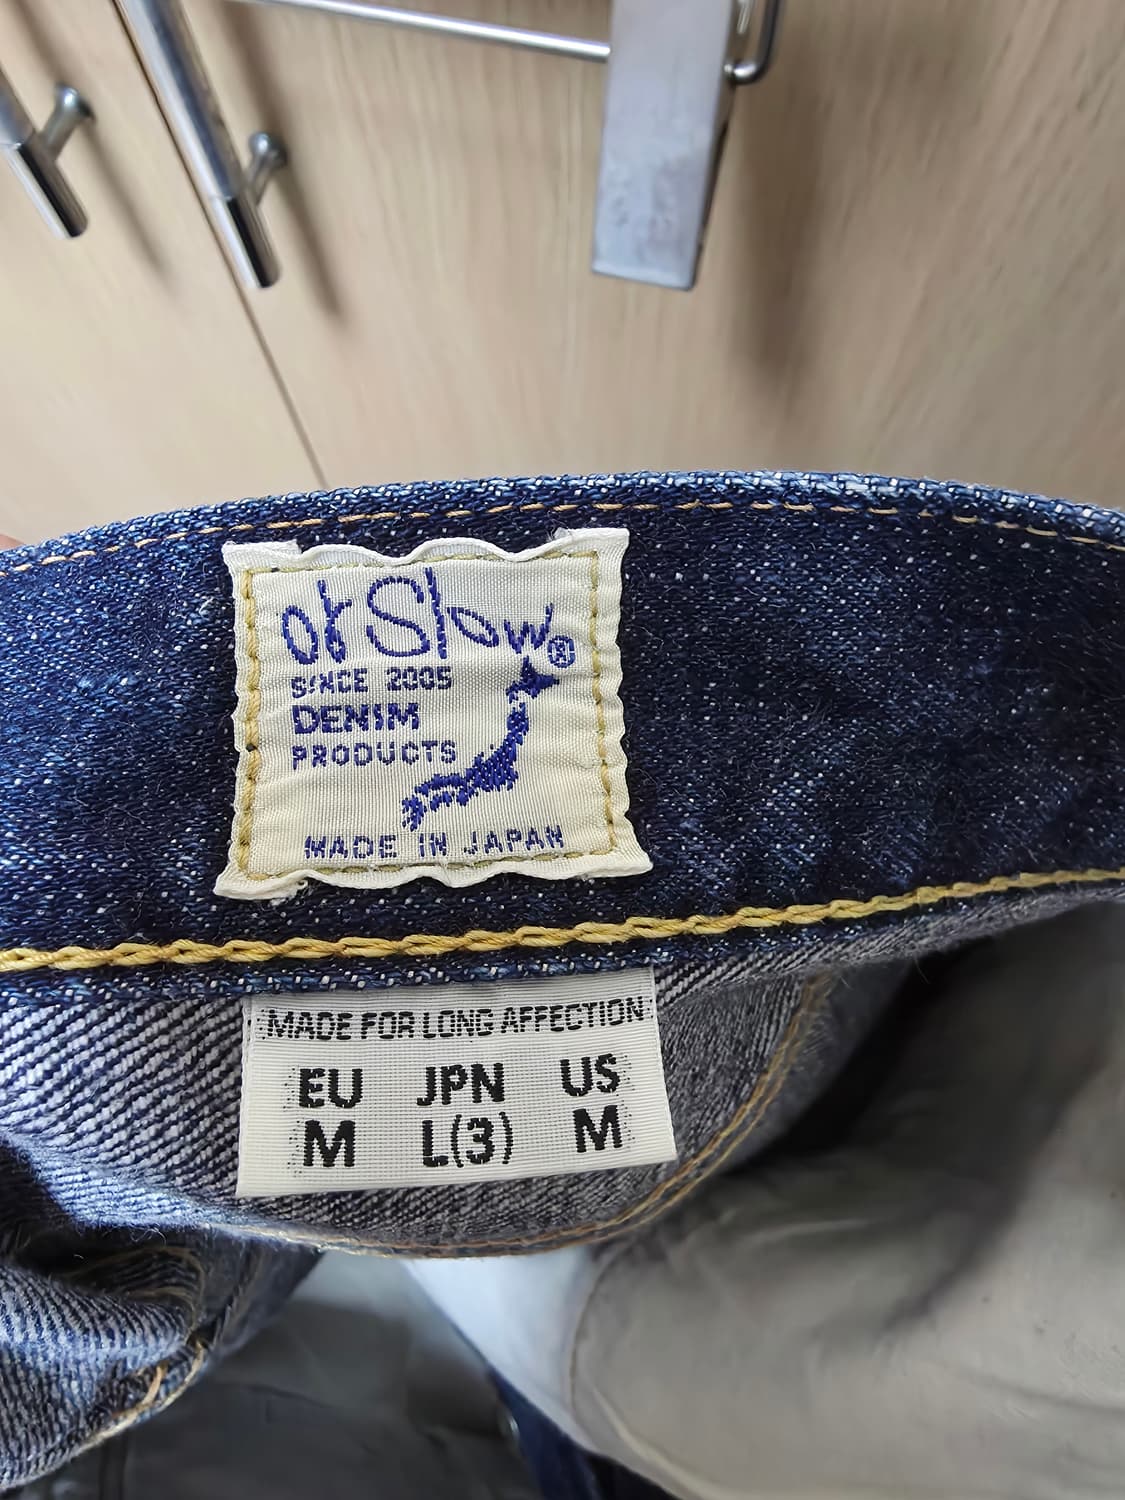 orSlow®
SINCE 2005
DENIM
PRODUCTS
MADE IN JAPAN
MADE FOR LONG AFFECTION
EU JPN US
M L(3) M